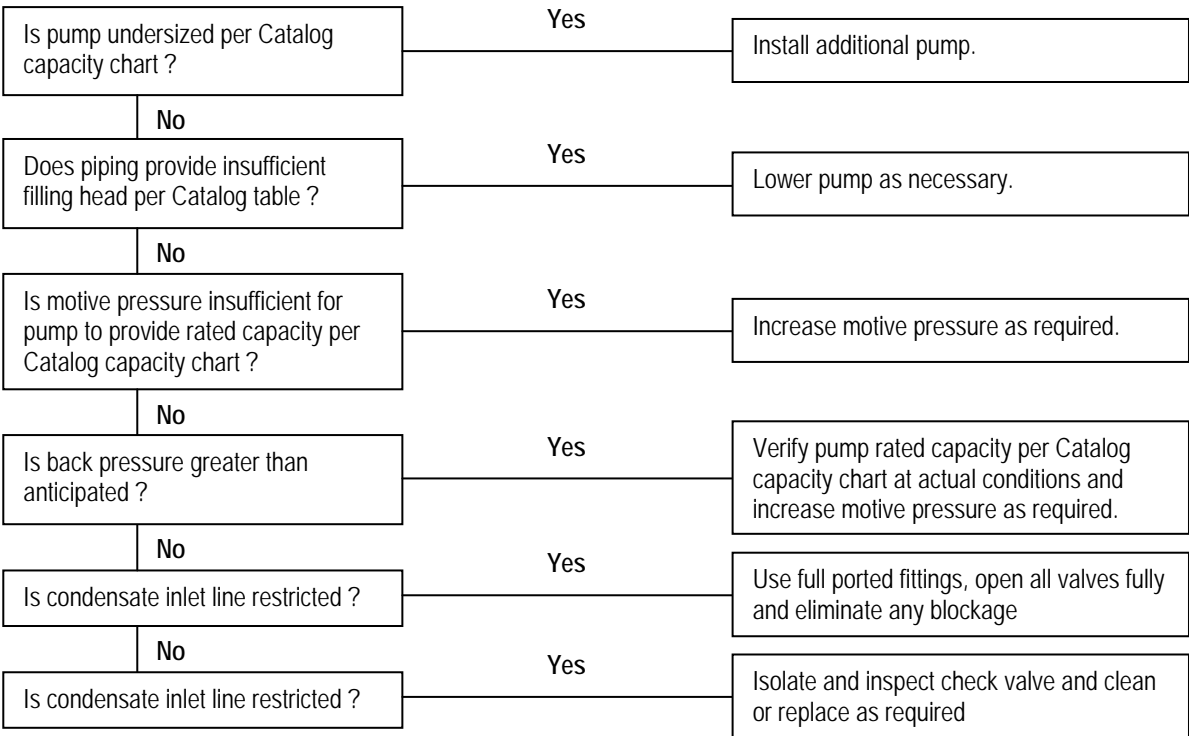 Is pump undersized per Catalog
capacity chart ?
Yes
Install additional pump.
No
Does piping provide insufficient
filling head per Catalog table ?
Yes
Lower pump as necessary.
No
Is motive pressure insufficient for
pump to provide rated capacity per
Catalog capacity chart ?
Yes
Increase motive pressure as required.
No
Is back pressure greater than
anticipated ?
Yes
Verify pump rated capacity per Catalog
capacity chart at actual conditions and
increase motive pressure as required.
No
Is condensate inlet line restricted ?
Yes
Use full ported fittings, open all valves fully
and eliminate any blockage
No
Is condensate inlet line restricted ?
Yes
Isolate and inspect check valve and clean
or replace as required